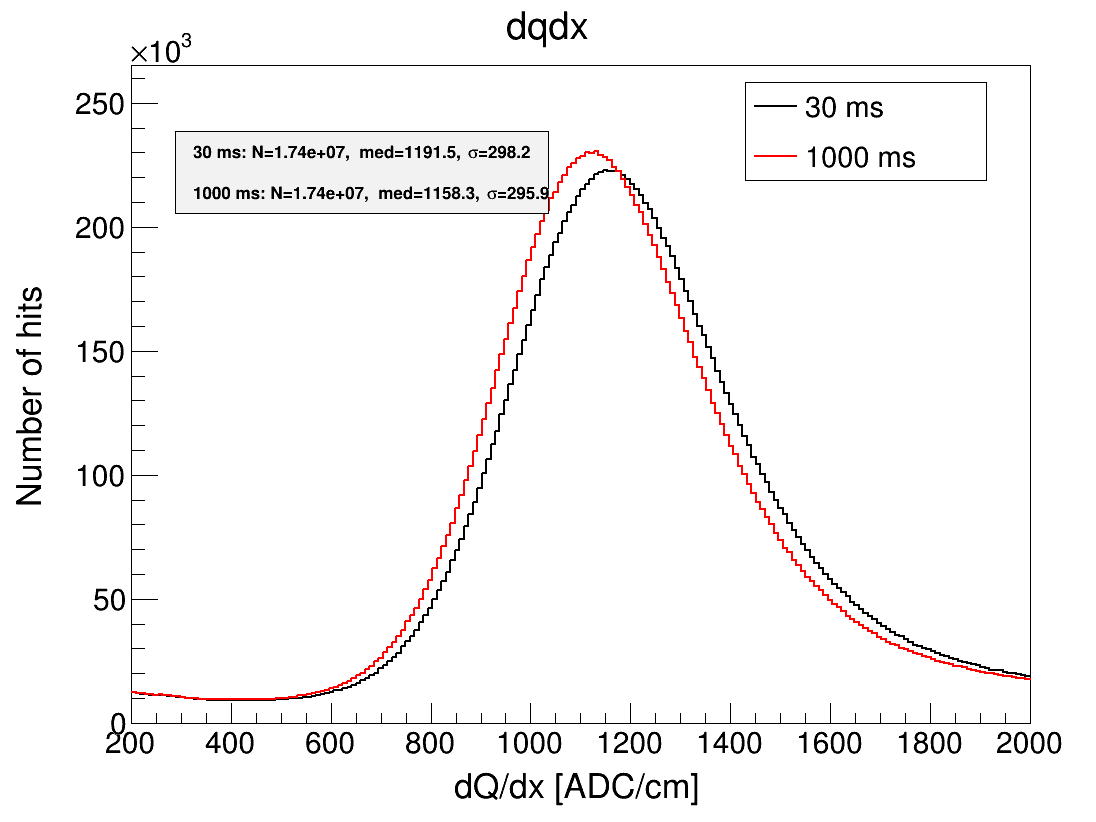 dqdx
×10³
30 ms
1000 ms
30 ms: N=1.74e+07, med=1191.5, σ=298.2
1000 ms: N=1.74e+07, med=1158.3, σ=295.9
Number of hits
250
200
150
100
50
0
200 400 600 800 1000 1200 1400 1600 1800 2000
dQ/dx [ADC/cm]